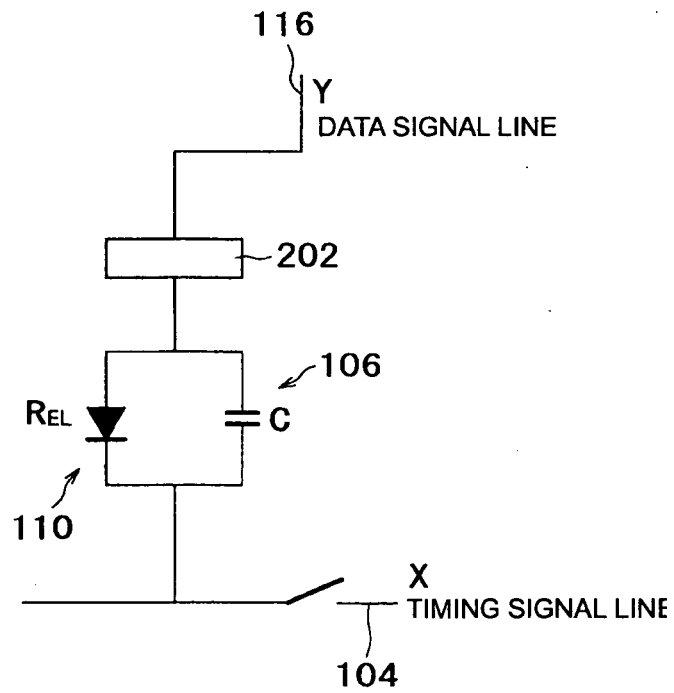 116
Y
DATA SIGNAL LINE
202
106
REL
C
110
X
TIMING SIGNAL LINE
104